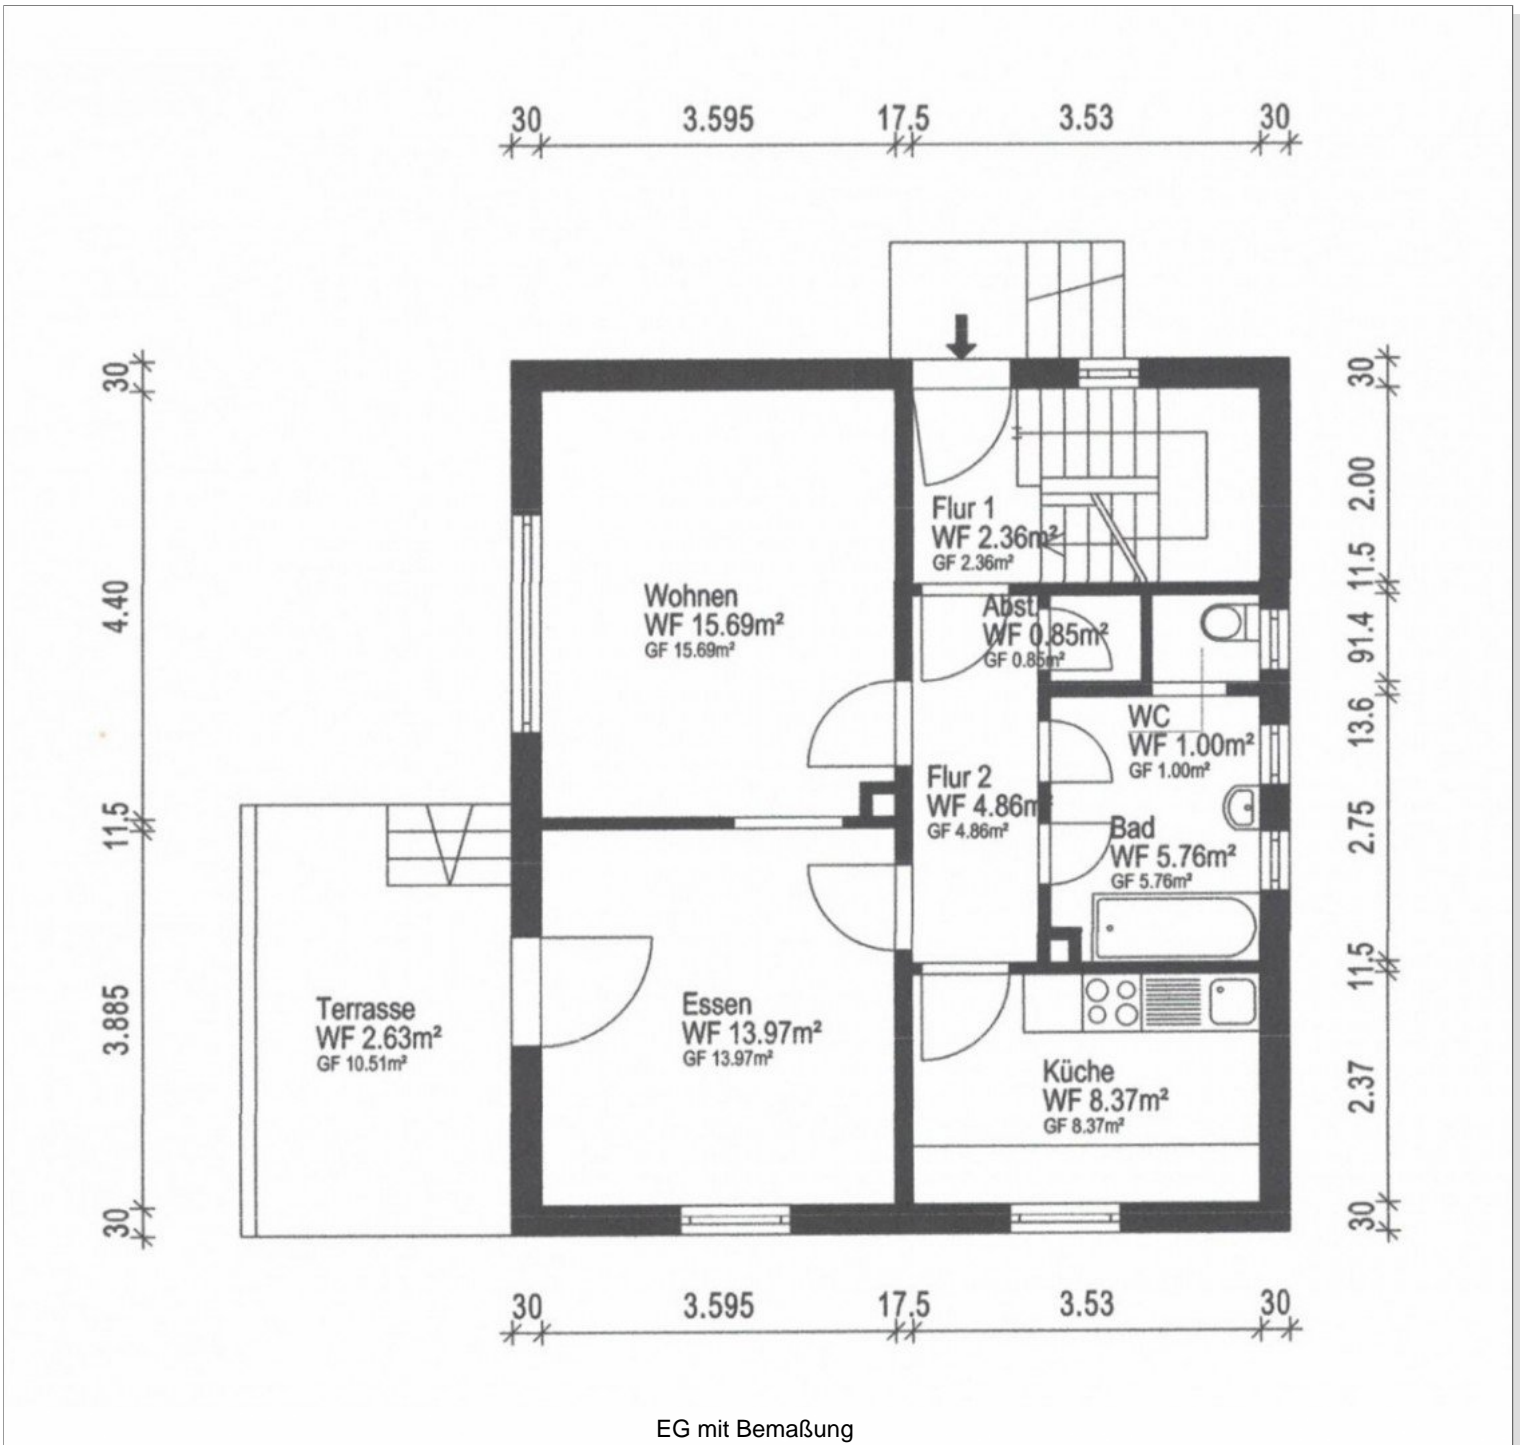 30 3.595 17.5 3.53 30
30
4.40
11.5
3.885
30
30
2.00
11.5
91.4
13.6
2.75
11.5
2.37
30
Flur 1
WF 2.36m²
GF 2.36m²
Wohnen
WF 15.69m²
GF 15.69m²
Abst.
WF 0.85m²
GF 0.85m²
WC
WF 1.00m²
GF 1.00m²
Flur 2
WF 4.86m²
GF 4.86m²
Bad
WF 5.76m²
GF 5.76m²
Terrasse
WF 2.63m²
GF 10.51m²
Essen
WF 13.97m²
GF 13.97m²
Küche
WF 8.37m²
GF 8.37m²
30 3.595 17.5 3.53 30
EG mit Bemaßung